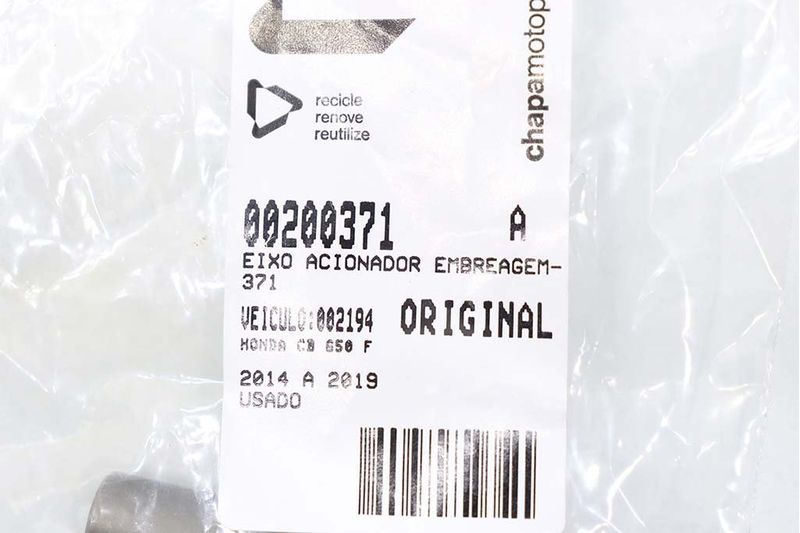 chapamotop
recicle
renove
reutilize
00200371 A
EIXO ACIONADOR EMBREAGEM-
371
VEICULO:002194 ORIGINAL
HONDA CB 650 F
2014 A 2019
USADO